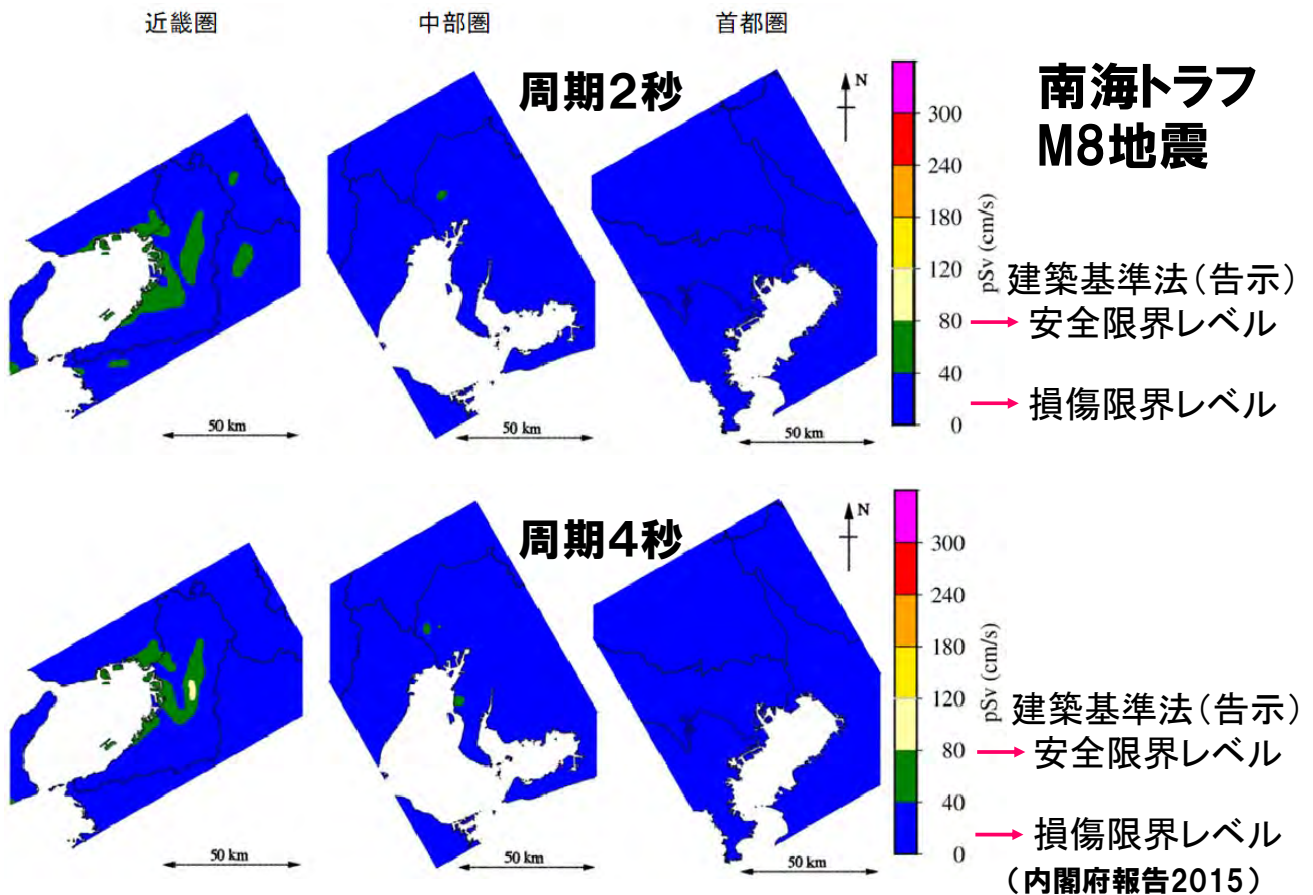 近畿圏
中部圏
首都圏
周期2秒
N
南海トラフ
M8地震
300
240
180
120
80
40
0
pSv (cm/s)
建築基準法(告示)
安全限界レベル
損傷限界レベル
50 km
50 km
50 km
周期4秒
N
300
240
180
120
80
40
0
pSv (cm/s)
建築基準法(告示)
安全限界レベル
損傷限界レベル
50 km
50 km
50 km
(内閣府報告2015)